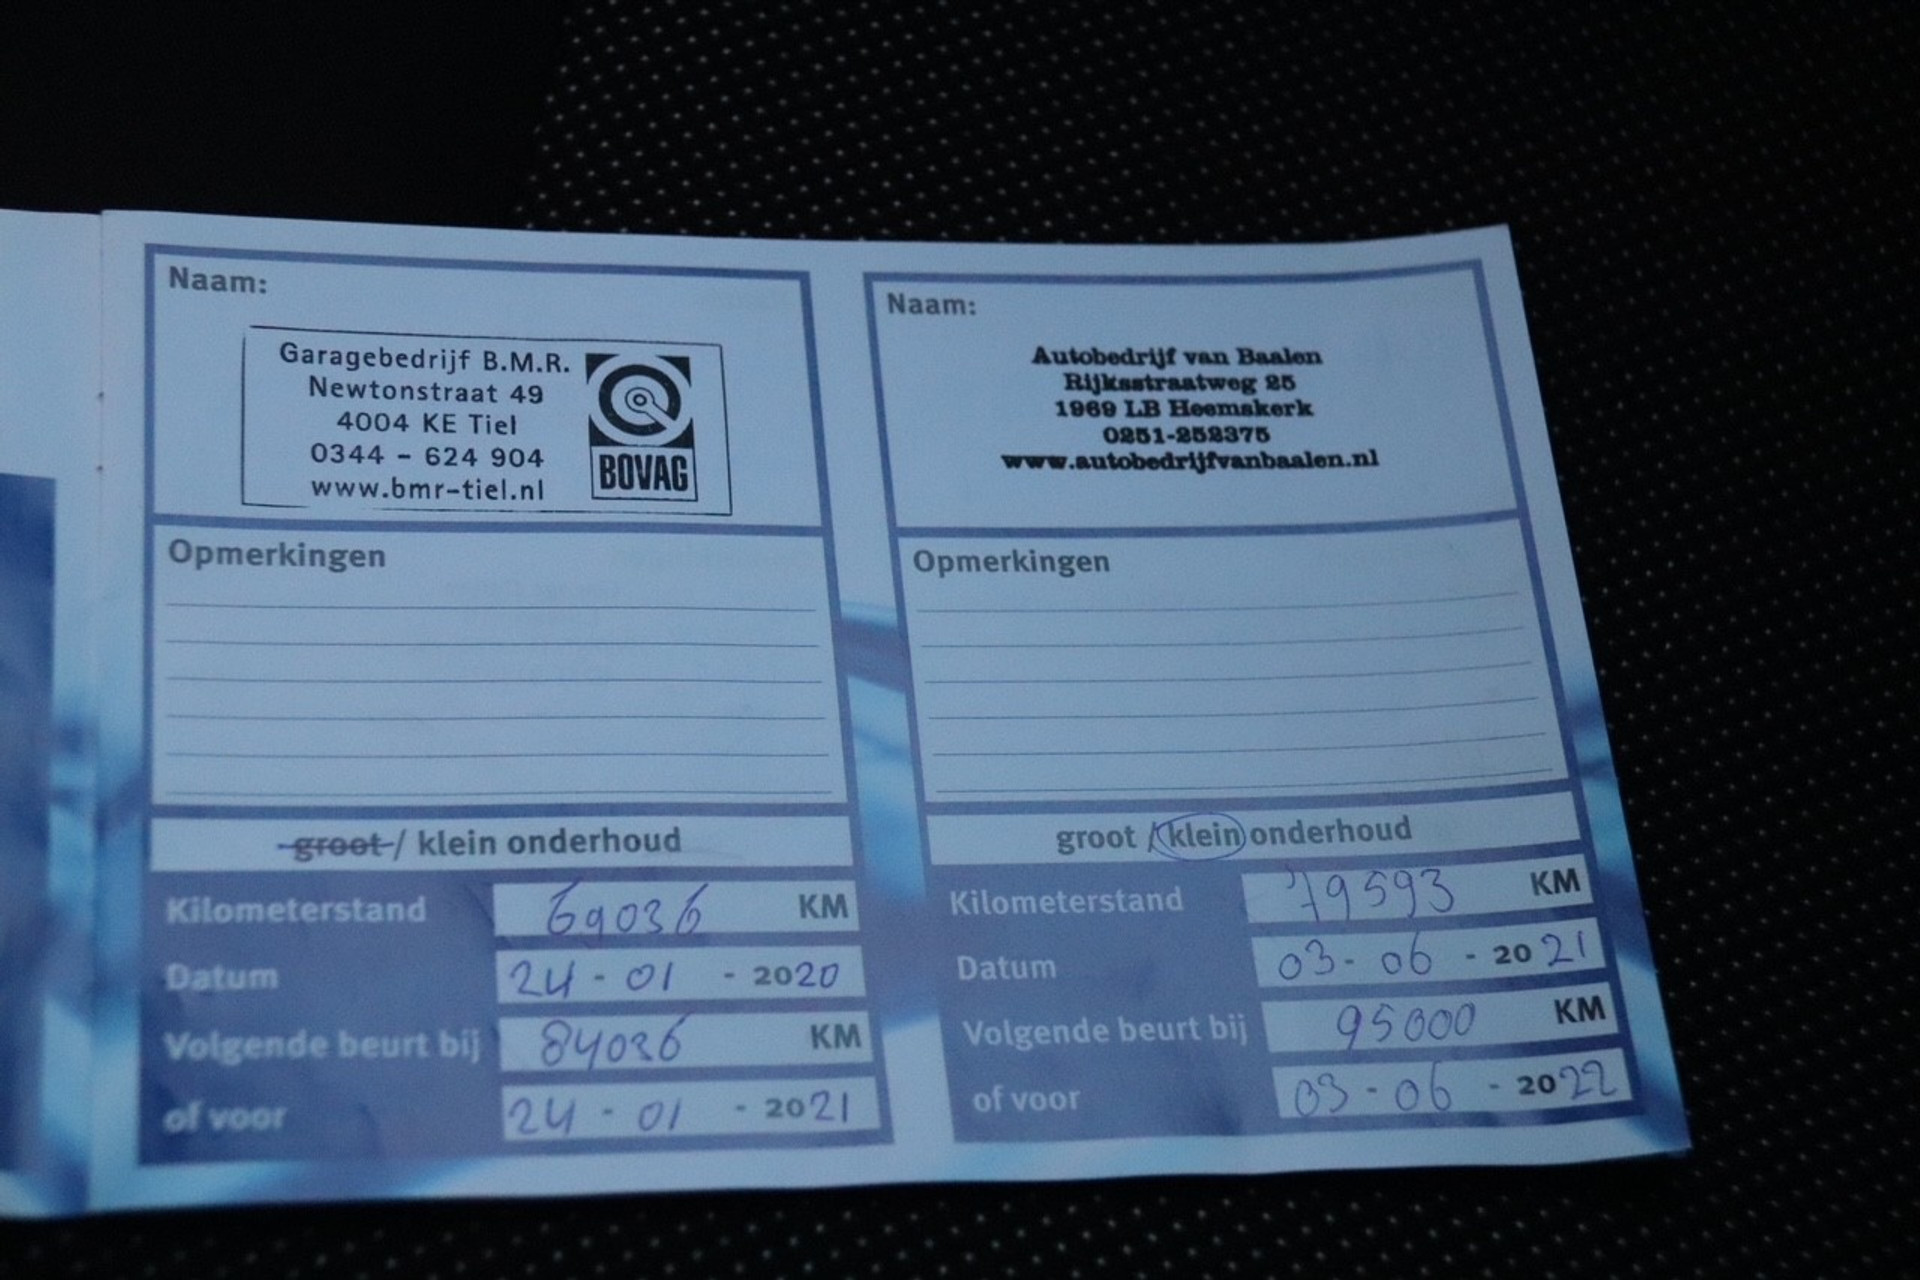 Naam:
Garagebedrijf B.M.R.
Newtonstraat 49
4004 KE Tiel
0344 - 624 904
www.bmr-tiel.nl
BOVAG
Opmerkingen
groot / klein onderhoud
Kilometerstand 69036 KM
Datum 24 - 01 - 2020
Volgende beurt bij 84036 KM
of voor 24 - 01 - 2021
Naam:
Autobedrijf van Baalen
Rijksstraatweg 25
1969 LB Heemskerk
0251-252375
www.autobedrijfvanbaalen.nl
Opmerkingen
groot / klein onderhoud
Kilometerstand 79593 KM
Datum 03 - 06 - 2021
Volgende beurt bij 95000 KM
of voor 03 - 06 - 2022